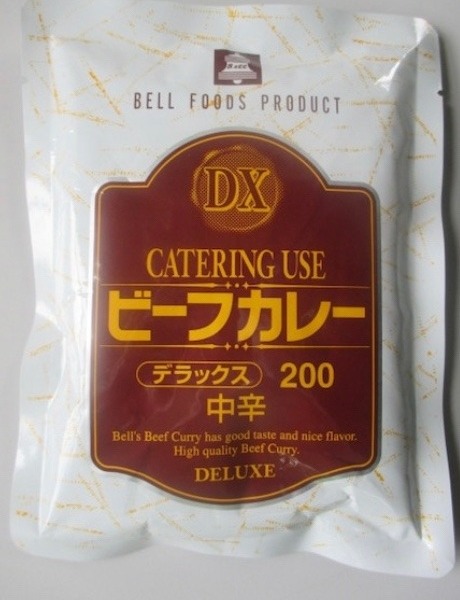 BELL FOODS PRODUCT
DX
CATERING USE
ビーフカレー
デラックス 200
中辛
Bell's Beef Curry has good taste and nice flavor.
High quality Beef Curry.
DELUXE